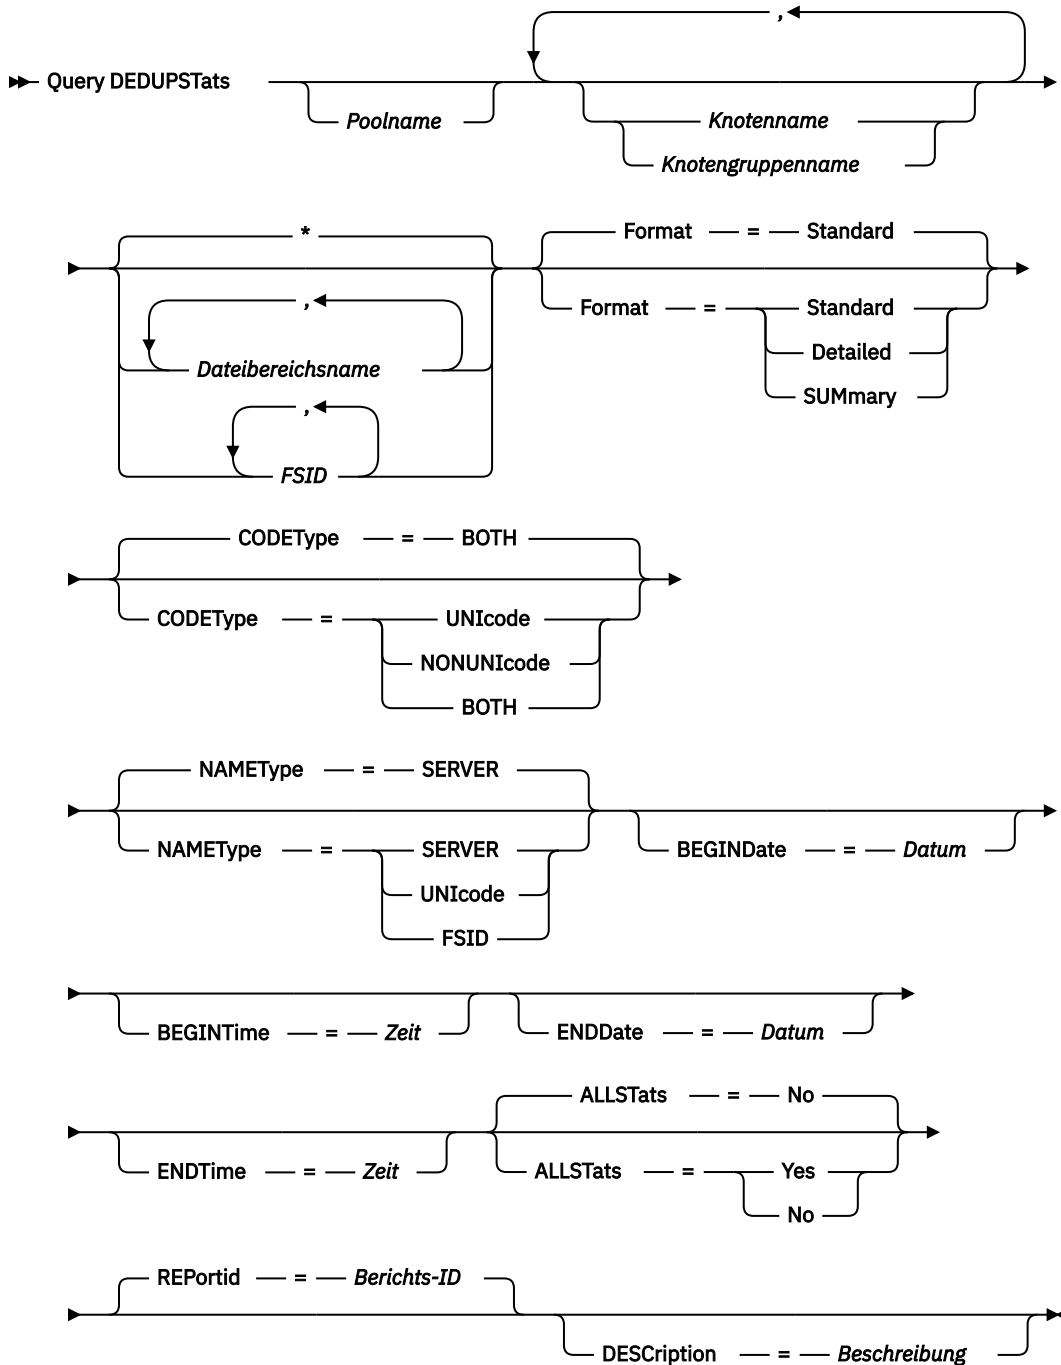 ,
Query DEDUPSTats
Poolname
Knotenname
Knotengruppenname
*
Format = Standard
,
Dateibereichsname
,
FSID
Format = Standard
Detailed
SUMmary
CODEType = BOTH
CODEType = UNIcode
NONUNIcode
BOTH
NAMEType = SERVER
NAMEType = SERVER
UNIcode
FSID
BEGINDate = Datum
BEGINTime = Zeit
ENDDate = Datum
ALLSTats = No
ENDTime = Zeit
ALLSTats = Yes
No
REPortid = Berichts-ID
DESCription = Beschreibung